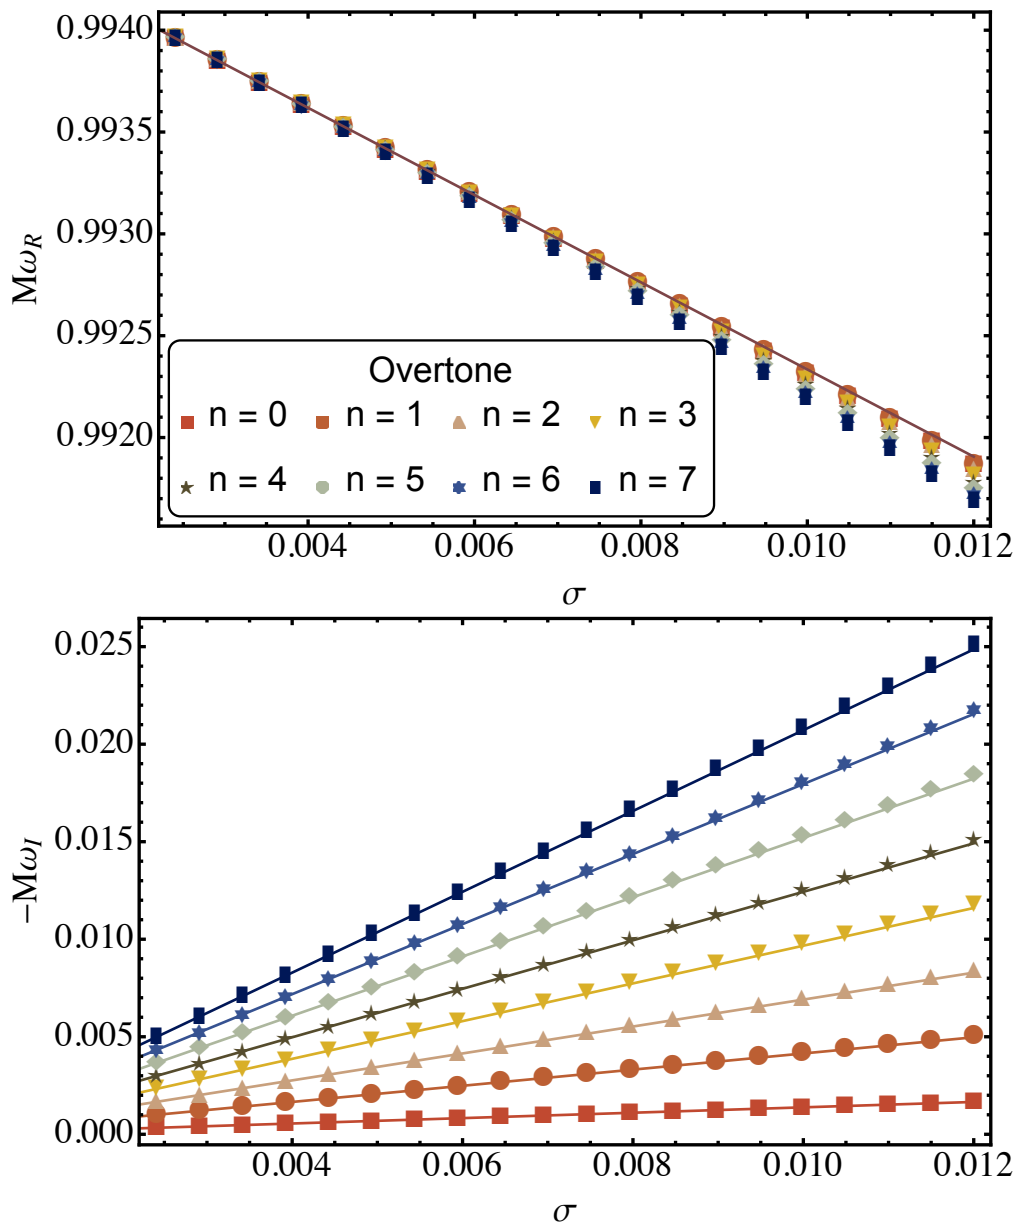 0.9940
0.9935
0.9930
0.9925
0.9920
Mω_R
Overtone
n = 0 n = 1 n = 2 n = 3
n = 4 n = 5 n = 6 n = 7
0.004 0.006 0.008 0.010 0.012
σ
0.025
0.020
0.015
0.010
0.005
0.000
−Mω_I
0.004 0.006 0.008 0.010 0.012
σ